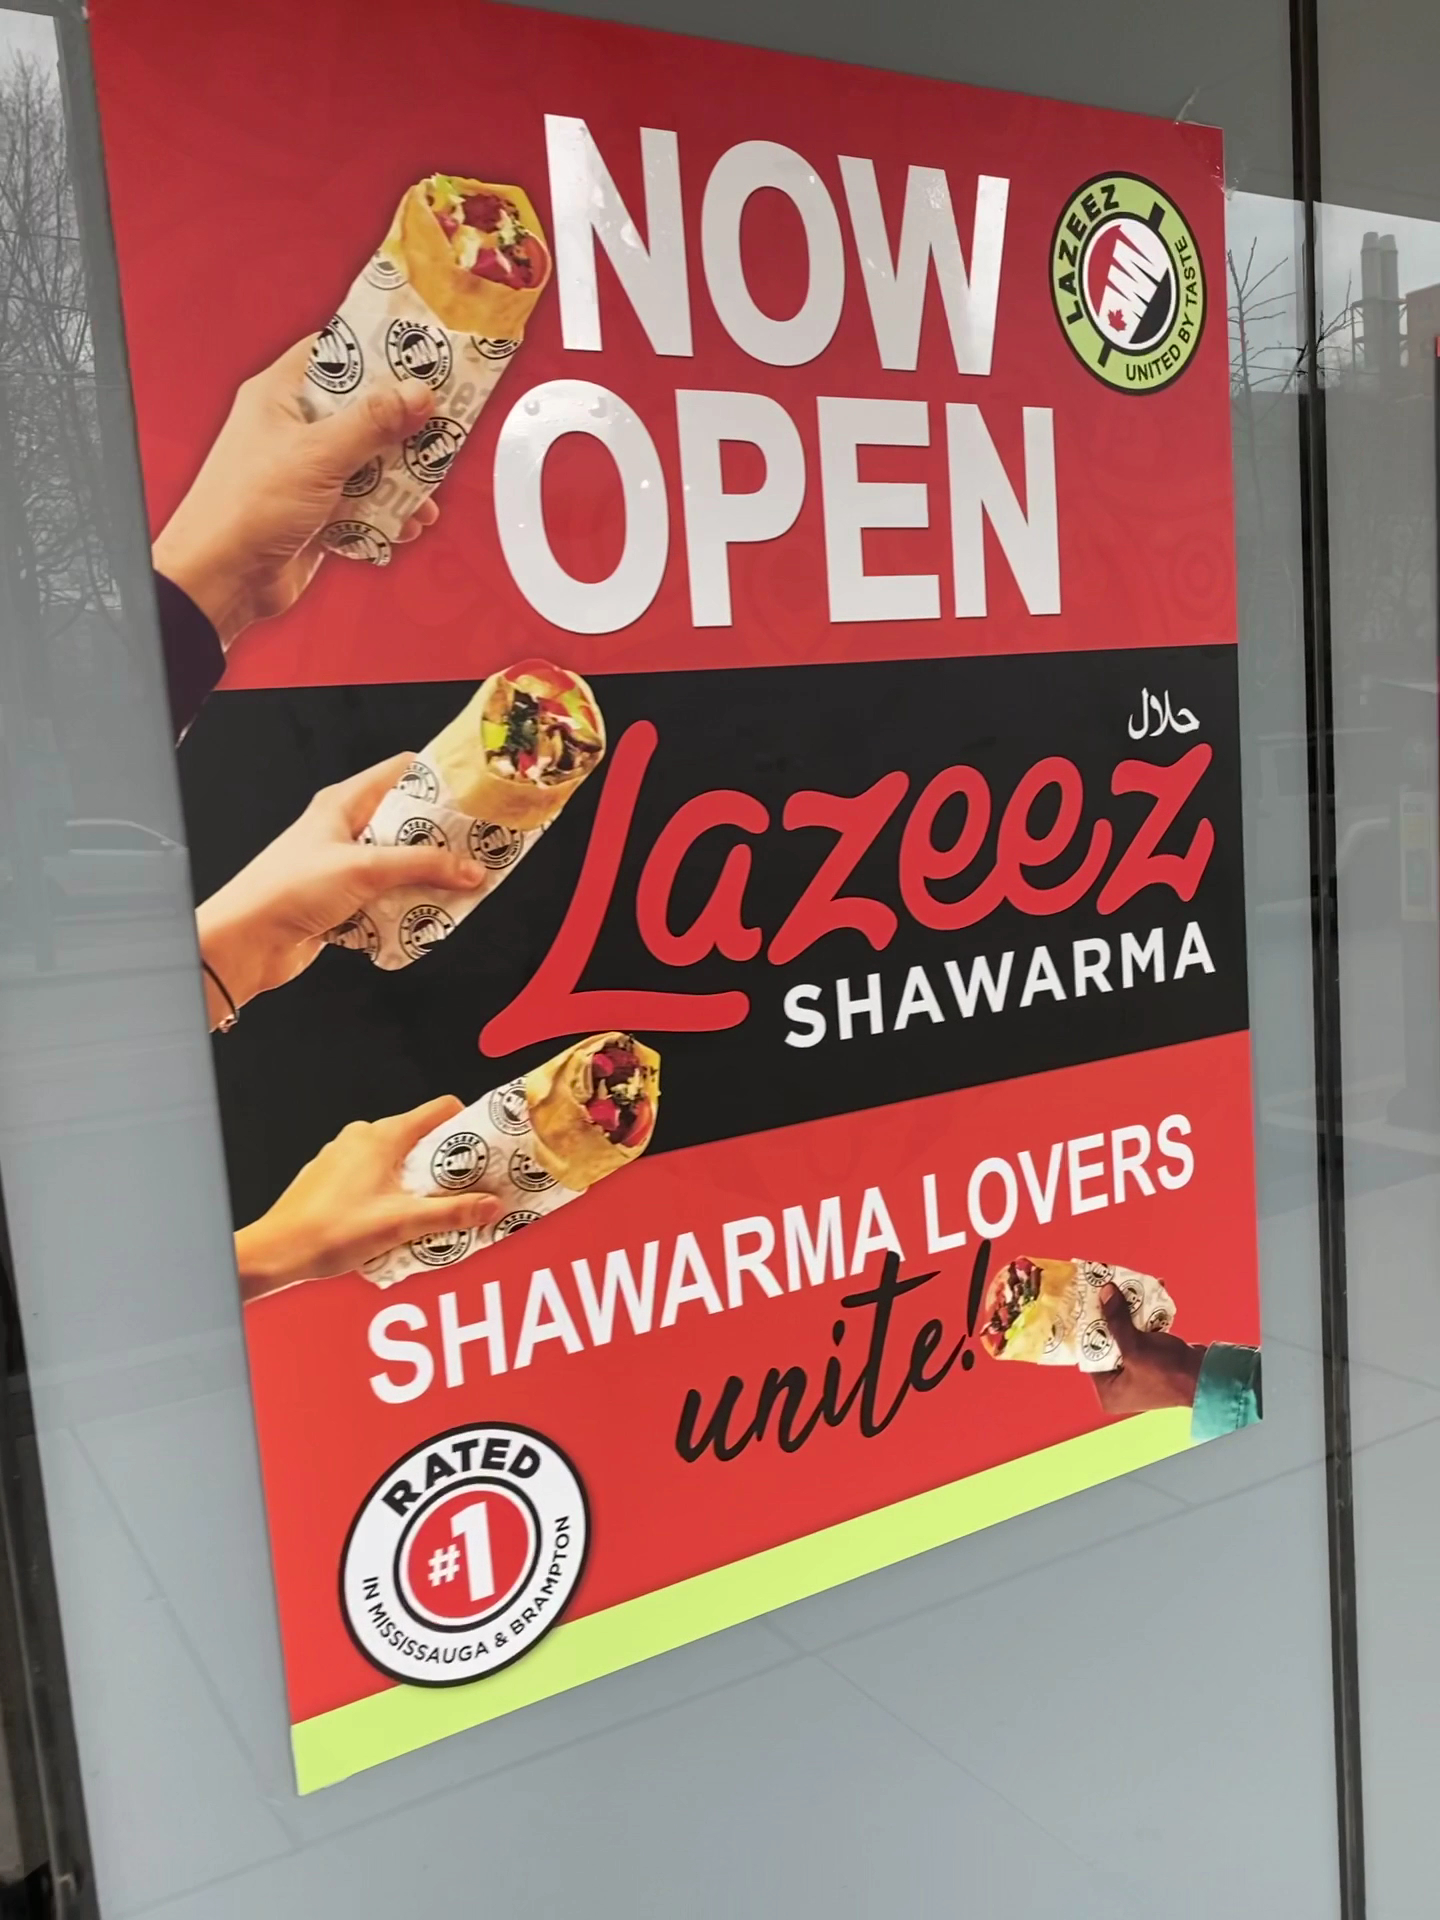 NOW
OPEN
LAZEEZ
UNITED BY TASTE
حلال
Lazeez
SHAWARMA
SHAWARMA LOVERS
unite!
RATED
#1
IN MISSISSAUGA & BRAMPTON